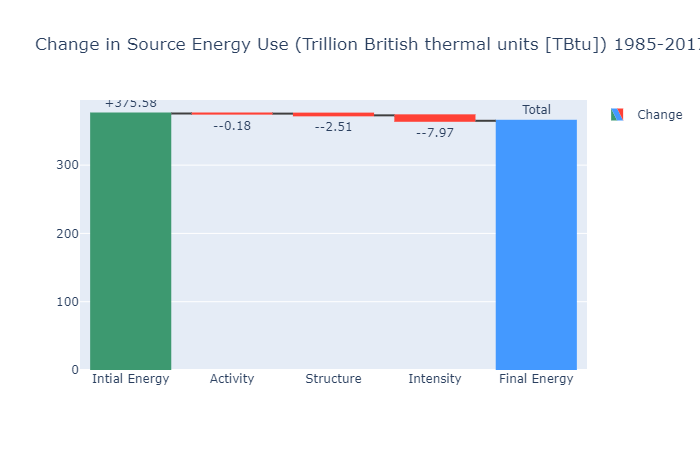 Change in Source Energy Use (Trillion British thermal units [TBtu]) 1985-2017
+375.58
Total
Change
--0.18
--2.51
--7.97
300
200
100
0
Intial Energy
Activity
Structure
Intensity
Final Energy